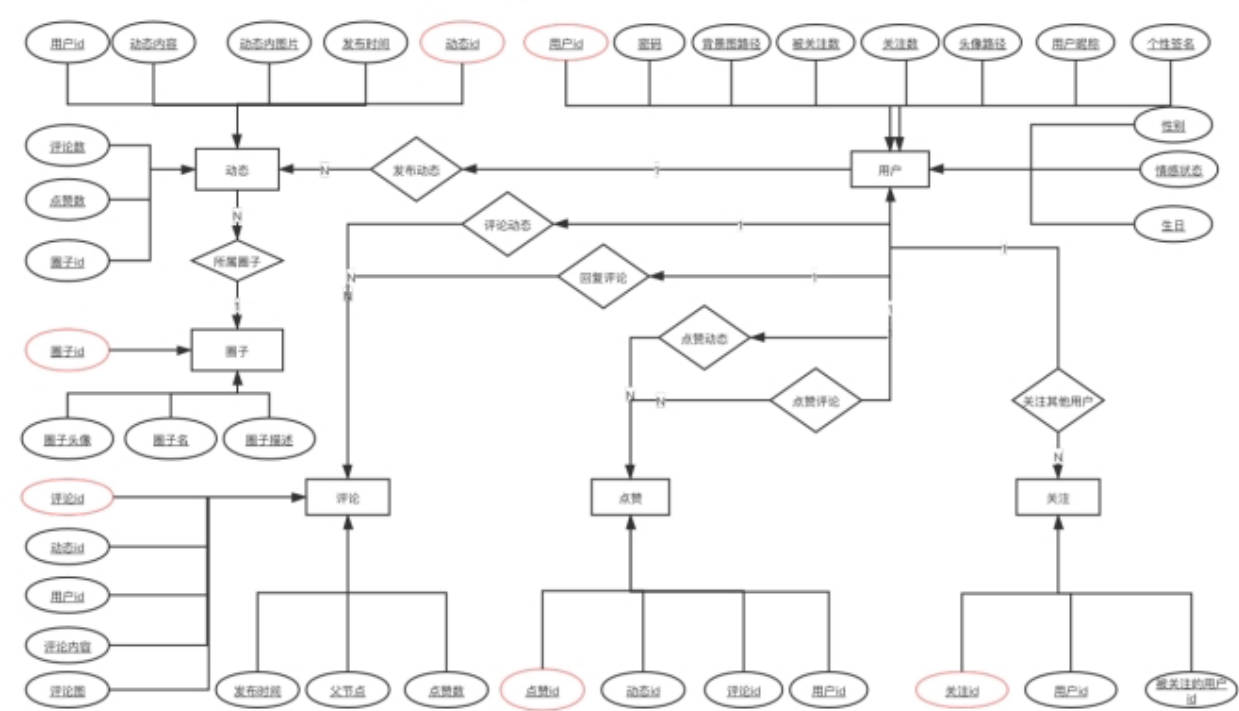 用户id
动态内容
动态内图片
发布时间
动态id
用户id
密码
背景图路径
被关注数
关注数
头像路径
用户昵称
个性签名
性别
评论数
动态
N
发布动态
1
用户
情感状态
点赞数
N
评论动态
1
生日
圈子id
所属圈子
1
N
回复评论
1
N
1
1
圈子id
圈子
点赞动态
N
N
点赞评论
关注其他用户
圈子头像
圈子名
圈子描述
N
评论id
评论
点赞
关注
动态id
用户id
评论内容
评论图
发布时间
父节点
点赞数
点赞id
动态id
评论id
用户id
关注id
用户id
被关注的用户
id